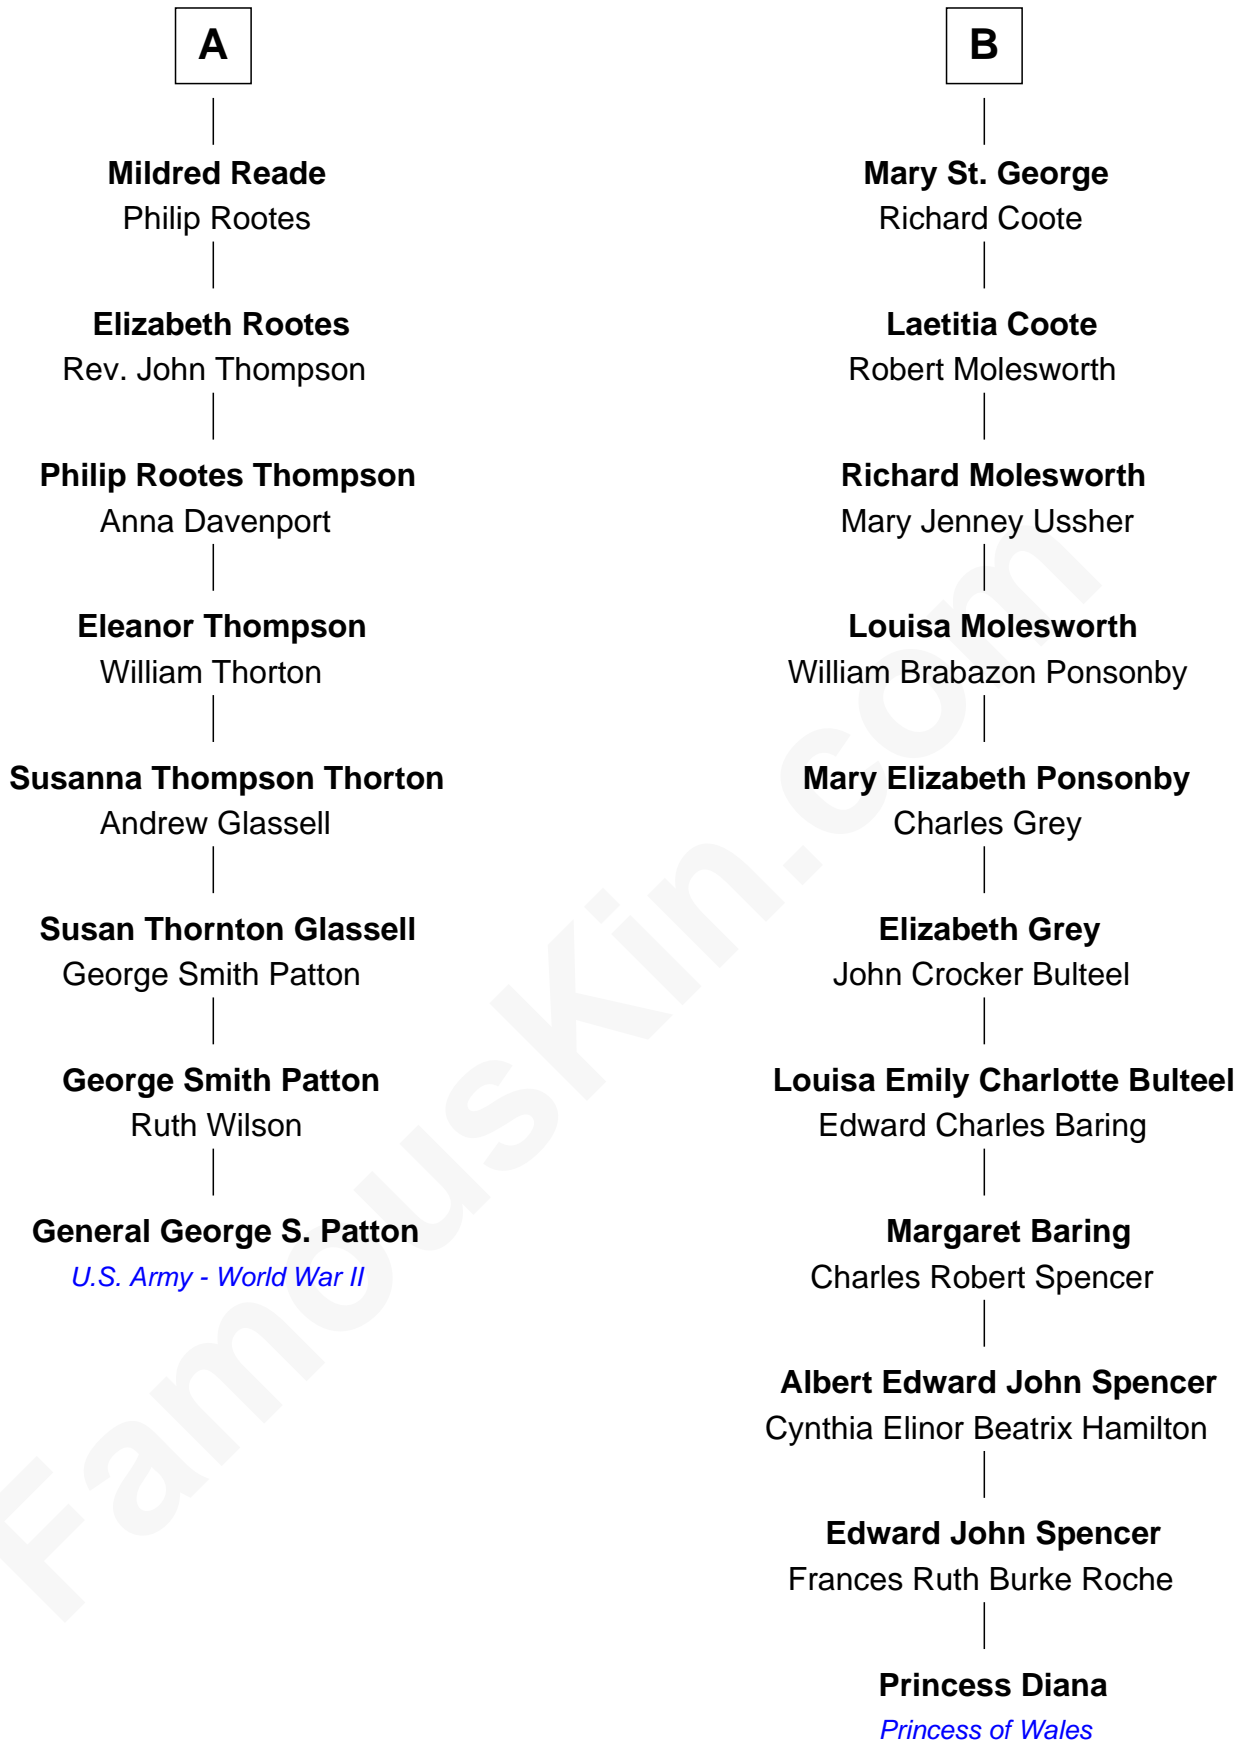 A
Mildred Reade
Philip Rootes
Elizabeth Rootes
Rev. John Thompson
Philip Rootes Thompson
Anna Davenport
Eleanor Thompson
William Thorton
Susanna Thompson Thorton
Andrew Glassell
Susan Thornton Glassell
George Smith Patton
George Smith Patton
Ruth Wilson
General George S. Patton
U.S. Army - World War II
B
Mary St. George
Richard Coote
Laetitia Coote
Robert Molesworth
Richard Molesworth
Mary Jenney Ussher
Louisa Molesworth
William Brabazon Ponsonby
Mary Elizabeth Ponsonby
Charles Grey
Elizabeth Grey
John Crocker Bulteel
Louisa Emily Charlotte Bulteel
Edward Charles Baring
Margaret Baring
Charles Robert Spencer
Albert Edward John Spencer
Cynthia Elinor Beatrix Hamilton
Edward John Spencer
Frances Ruth Burke Roche
Princess Diana
Princess of Wales
FamousKin.com